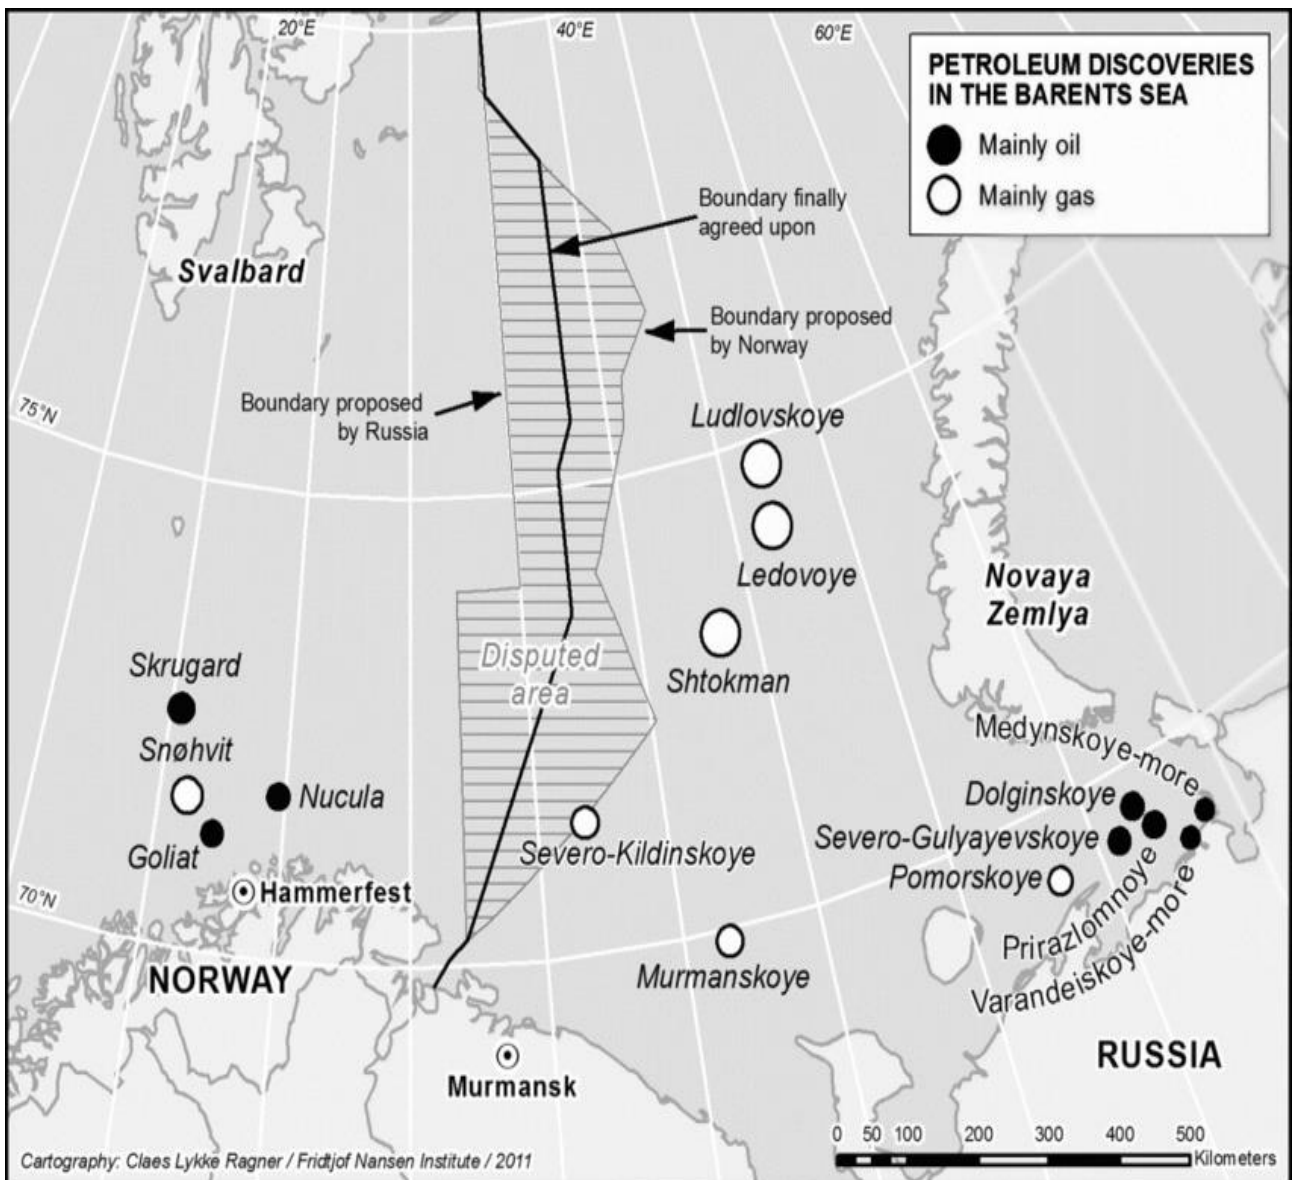 20°E
40°E
60°E
PETROLEUM DISCOVERIES
IN THE BARENTS SEA
Mainly oil
Mainly gas
Boundary finally
agreed upon
Svalbard
Boundary proposed
by Norway
Boundary proposed
by Russia
75°N
Ludlovskoye
Ledovoye
Novaya
Zemlya
Disputed
area
Shtokman
Skrugard
Snøhvit
Nucula
Goliat
Medynskoye-more
Dolginskoye
Severo-Gulyayevskoye
Pomorskoye
Prirazlomnoye
Varandeiskoye-more
Severo-Kildinskoye
70°N
Hammerfest
NORWAY
Murmanskoye
Murmansk
RUSSIA
0 50 100 200 300 400 500
Kilometers
Cartography: Claes Lykke Ragner / Fridtjof Nansen Institute / 2011